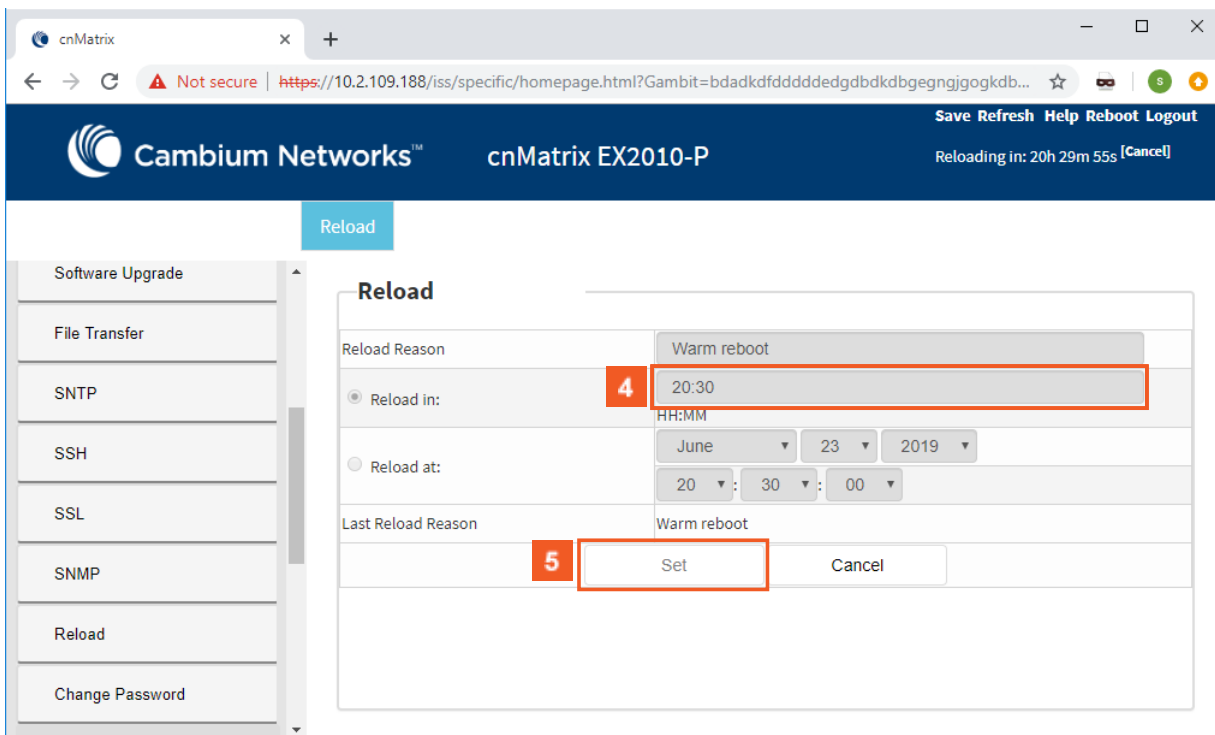 cnMatrix
Not secure https://10.2.109.188/iss/specific/homepage.html?Gambit=bdadkdfdddddedgdbdkdbgegngjgogkdb...
S
Save Refresh Help Reboot Logout
Cambium Networks™ cnMatrix EX2010-P
Reloading in: 20h 29m 55s [Cancel]
Reload
Software Upgrade
File Transfer
SNTP
SSH
SSL
SNMP
Reload
Change Password
Reload
Reload Reason Warm reboot
Reload in: 4 20:30
HH:MM
Reload at: June 23 2019
20 : 30 : 00
Last Reload Reason Warm reboot
5 Set Cancel